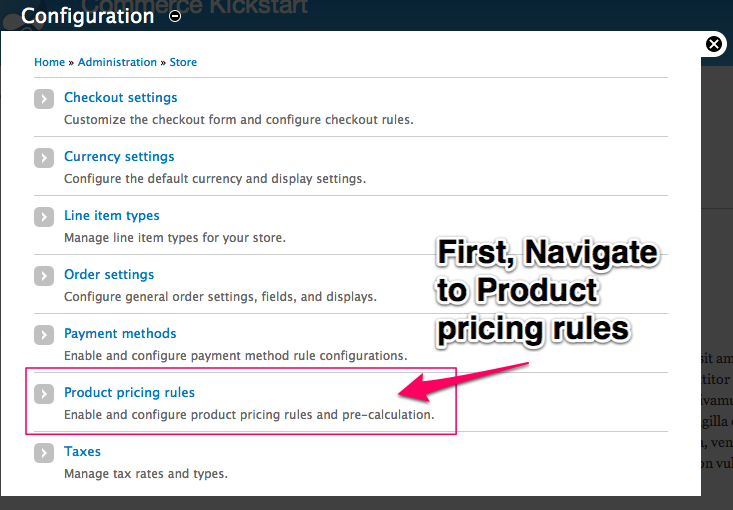 Commerce Kickstart
Configuration
Home » Administration » Store
Checkout settings
Customize the checkout form and configure checkout rules.
Currency settings
Configure the default currency and display settings.
Line item types
Manage line item types for your store.
Order settings
Configure general order settings, fields, and displays.
Payment methods
Enable and configure payment method rule configurations.
Product pricing rules
Enable and configure product pricing rules and pre-calculation.
Taxes
Manage tax rates and types.
First, Navigate
to Product
pricing rules
sit am